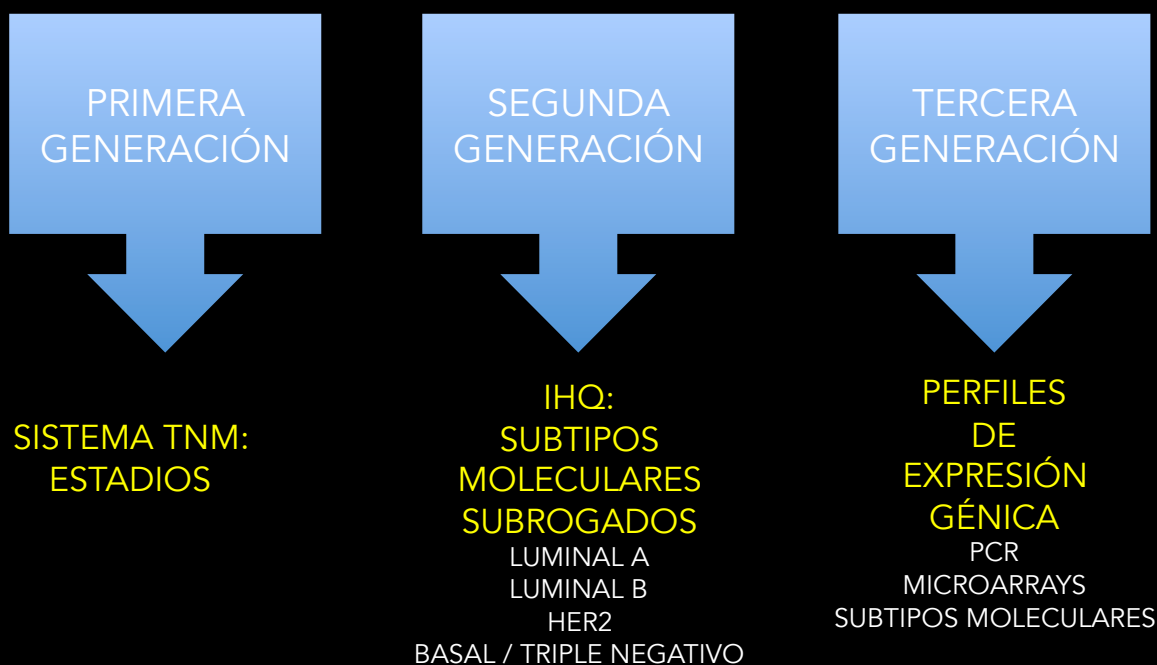 PRIMERA
GENERACIÓN
SEGUNDA
GENERACIÓN
TERCERA
GENERACIÓN
SISTEMA TNM:
ESTADIOS
IHQ:
SUBTIPOS
MOLECULARES
SUBROGADOS
LUMINAL A
LUMINAL B
HER2
BASAL / TRIPLE NEGATIVO
PERFILES
DE
EXPRESIÓN
GÉNICA
PCR
MICROARRAYS
SUBTIPOS MOLECULARES